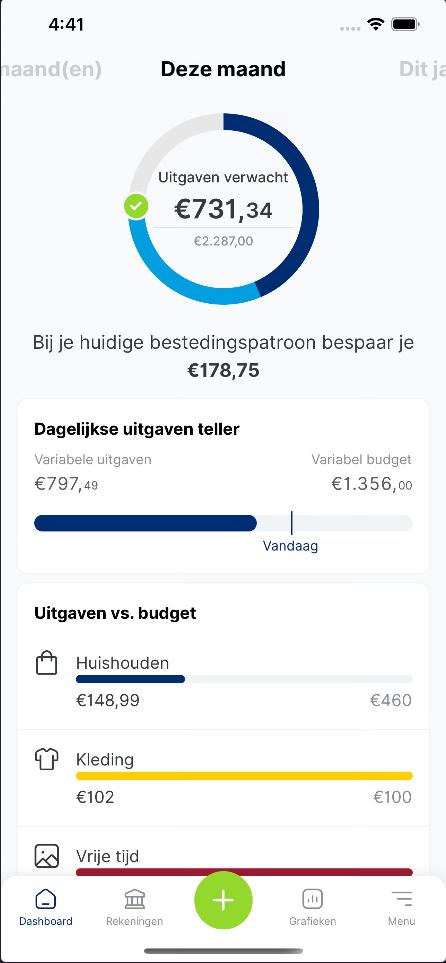 4:41
maand(en) Deze maand Dit ja
Uitgaven verwacht
€731,34
€2.287,00
Bij je huidige bestedingspatroon bespaar je
€178,75
Dagelijkse uitgaven teller
Variabele uitgaven Variabel budget
€797,49 €1.356,00
Vandaag
Uitgaven vs. budget
Huishouden
€148,99 €460
Kleding
€102 €100
Vrije tijd
Dashboard Rekeningen Grafieken Menu